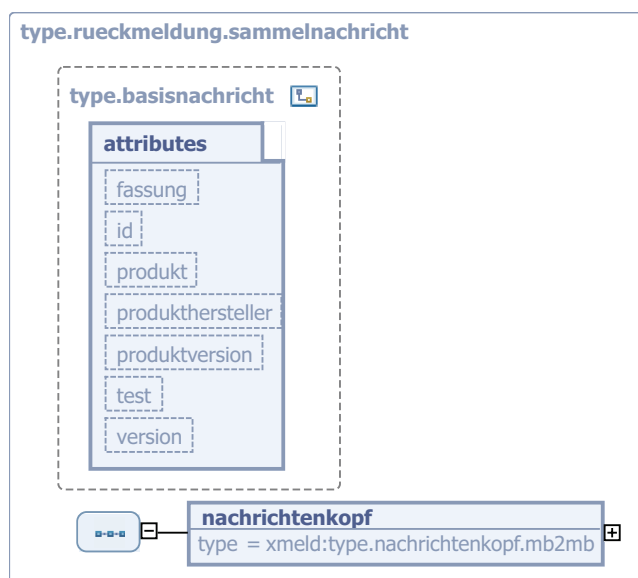 type.rueckmeldung.sammelnachricht
type.basisnachricht
attributes
fassung
id
produkt
produkthersteller
produktversion
test
version
nachrichtenkopf
type = xmeld:type.nachrichtenkopf.mb2mb